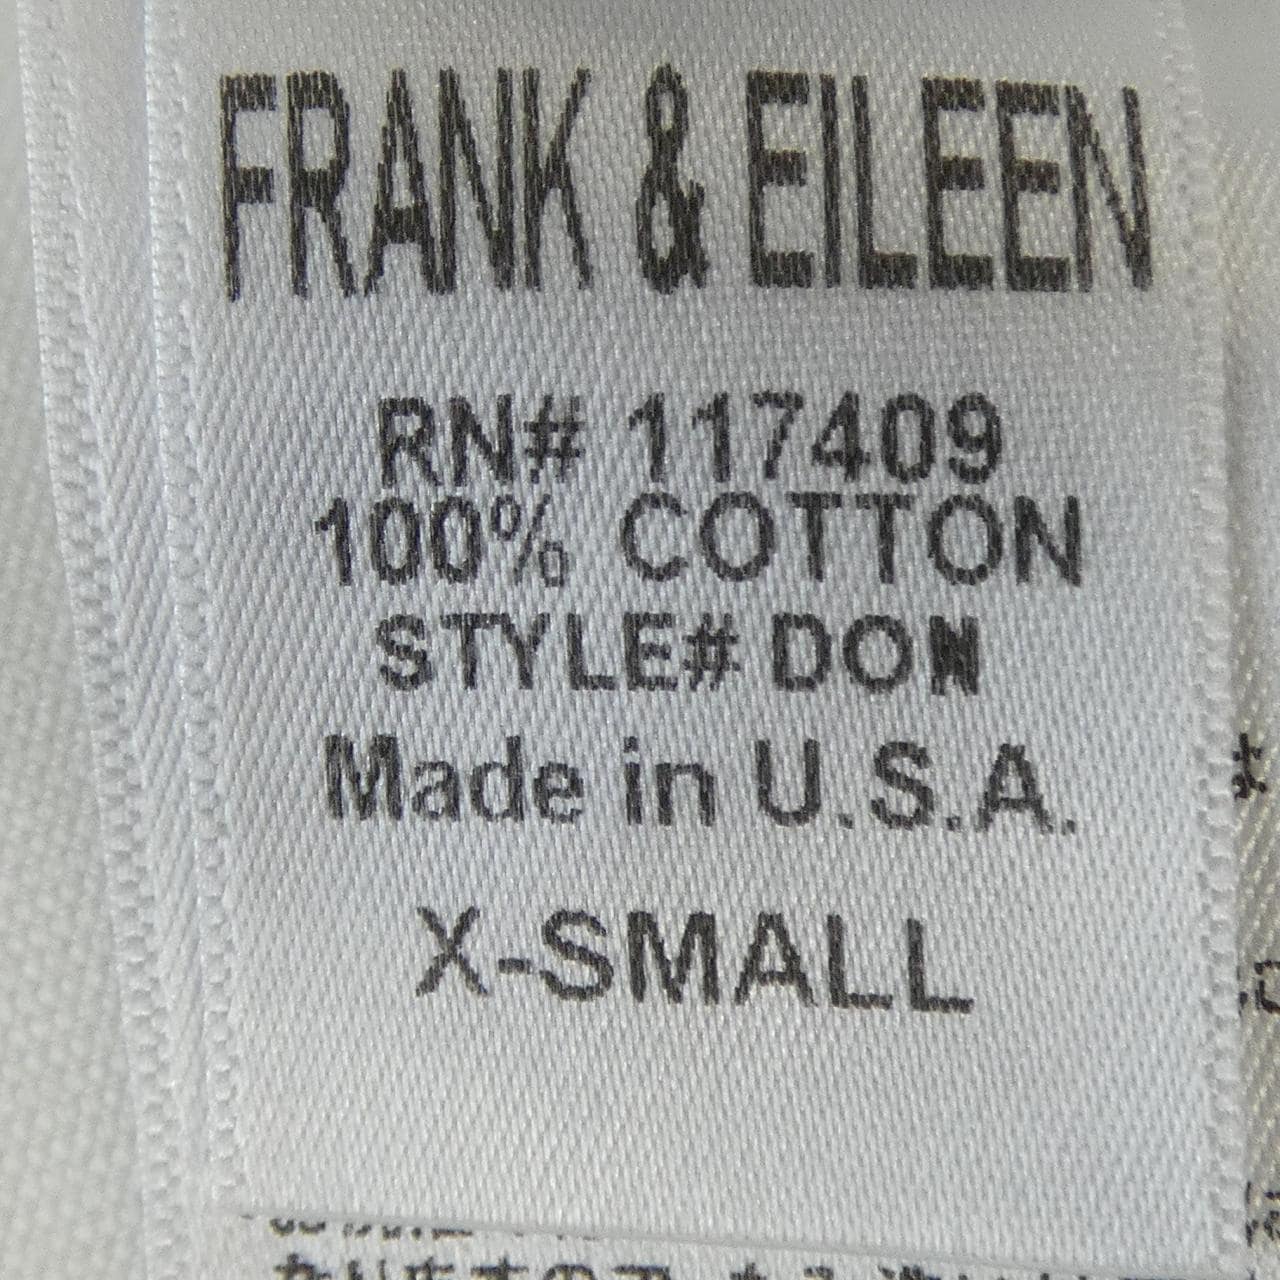 FRANK & EILEEN
RN# 117409
100% COTTON
STYLE# DON
Made in U.S.A.
X-SMALL